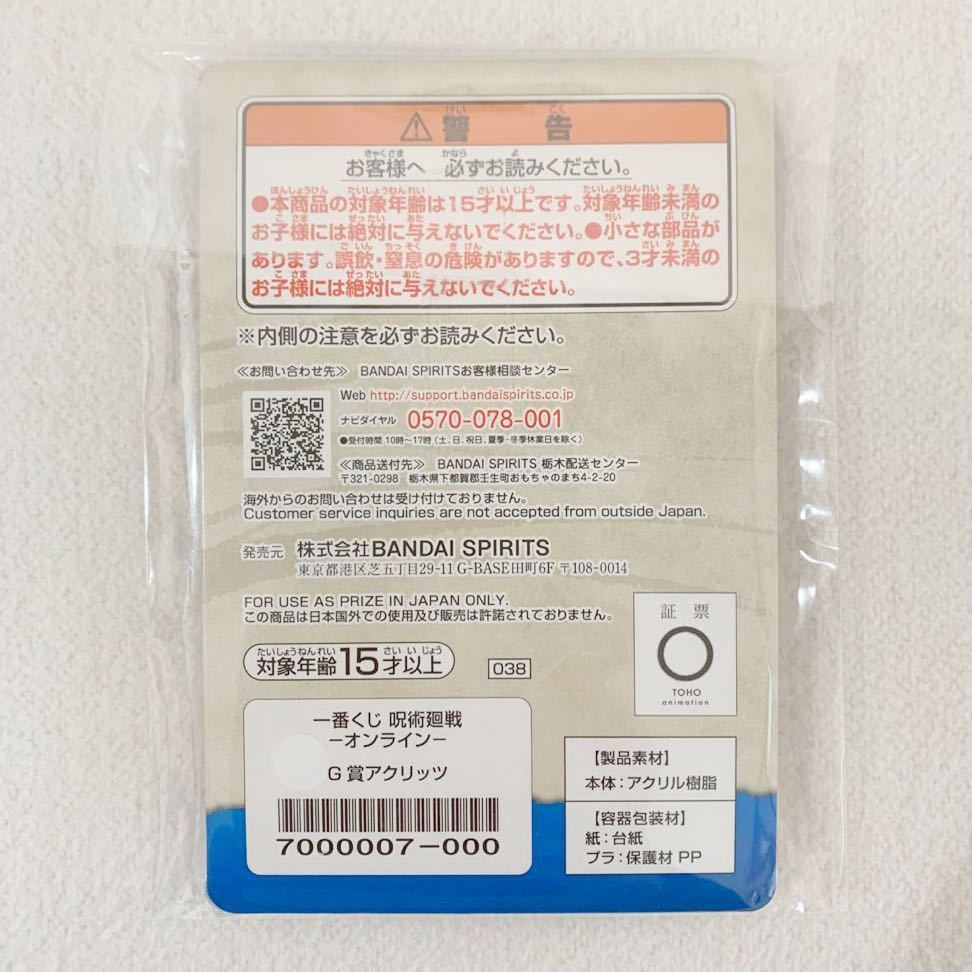 ⚠警告
お客様へ 必ずお読みください。
●本商品の対象年齢は15才以上です。対象年齢未満の
お子様には絶対に与えないでください。●小さな部品が
あります。誤飲・窒息の危険がありますので、3才未満の
お子様には絶対に与えないでください。
※内側の注意を必ずお読みください。
≪お問い合わせ先≫ BANDAI SPIRITSお客様相談センター
Web http://support.bandaispirits.co.jp
ナビダイヤル 0570-078-001
●受付時間 10時〜17時(土、日、祝日、夏季・冬季休業日を除く)
≪商品送付先≫ BANDAI SPIRITS 栃木配送センター
〒321-0298 栃木県下都賀郡壬生町おもちゃのまち4-2-20
海外からのお問い合わせは受け付けておりません。
Customer service inquiries are not accepted from outside Japan.
発売元 株式会社BANDAI SPIRITS
東京都港区芝五丁目29-11 G-BASE田町6F 〒108-0014
FOR USE AS PRIZE IN JAPAN ONLY.
この商品は日本国外での使用及び販売は許諾されておりません。
対象年齢15才以上
038
証票
TOHO
animation
一番くじ 呪術廻戦
−オンライン−
G 賞アクリッツ
7000007-000
【製品素材】
本体：アクリル樹脂
【容器包装材】
紙：台紙
プラ：保護材 PP